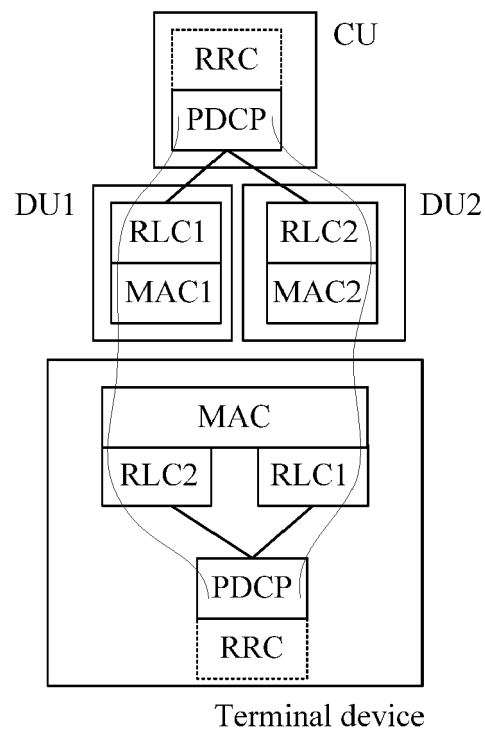 CU
RRC
PDCP
DU1
DU2
RLC1
RLC2
MAC1
MAC2
MAC
RLC2
RLC1
PDCP
RRC
Terminal device